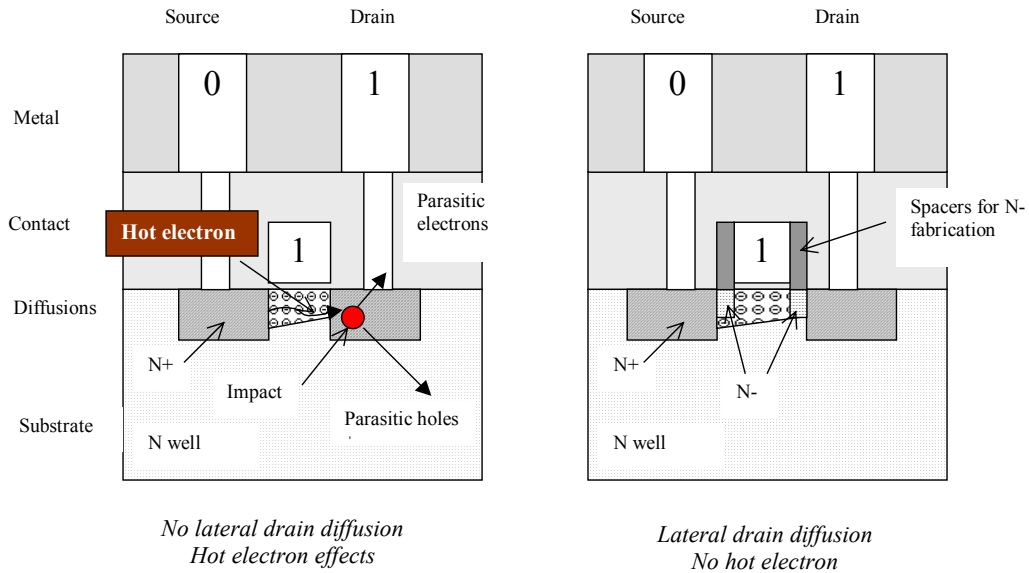 Source
Drain
Source
Drain
0
1
0
1
Metal
Contact
Parasitic
electrons
Spacers for N-
fabrication
Hot electron
1
1
Diffusions
N+
Impact
Parasitic holes
N+
N-
Substrate
N well
N well
No lateral drain diffusion
Hot electron effects
Lateral drain diffusion
No hot electron